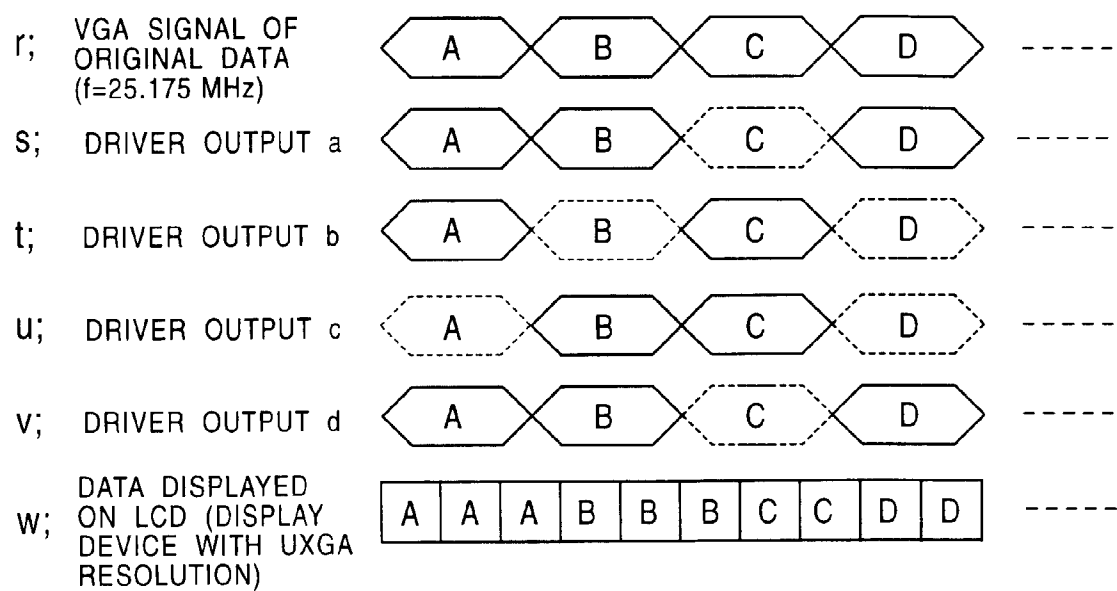 r; VGA SIGNAL OF
ORIGINAL DATA
(f=25.175 MHz)
A B C D
s; DRIVER OUTPUT a A B C D
t; DRIVER OUTPUT b A B C D
u; DRIVER OUTPUT c A B C D
v; DRIVER OUTPUT d A B C D
w; DATA DISPLAYED
ON LCD (DISPLAY
DEVICE WITH UXGA
RESOLUTION)
A A A B B B C C D D